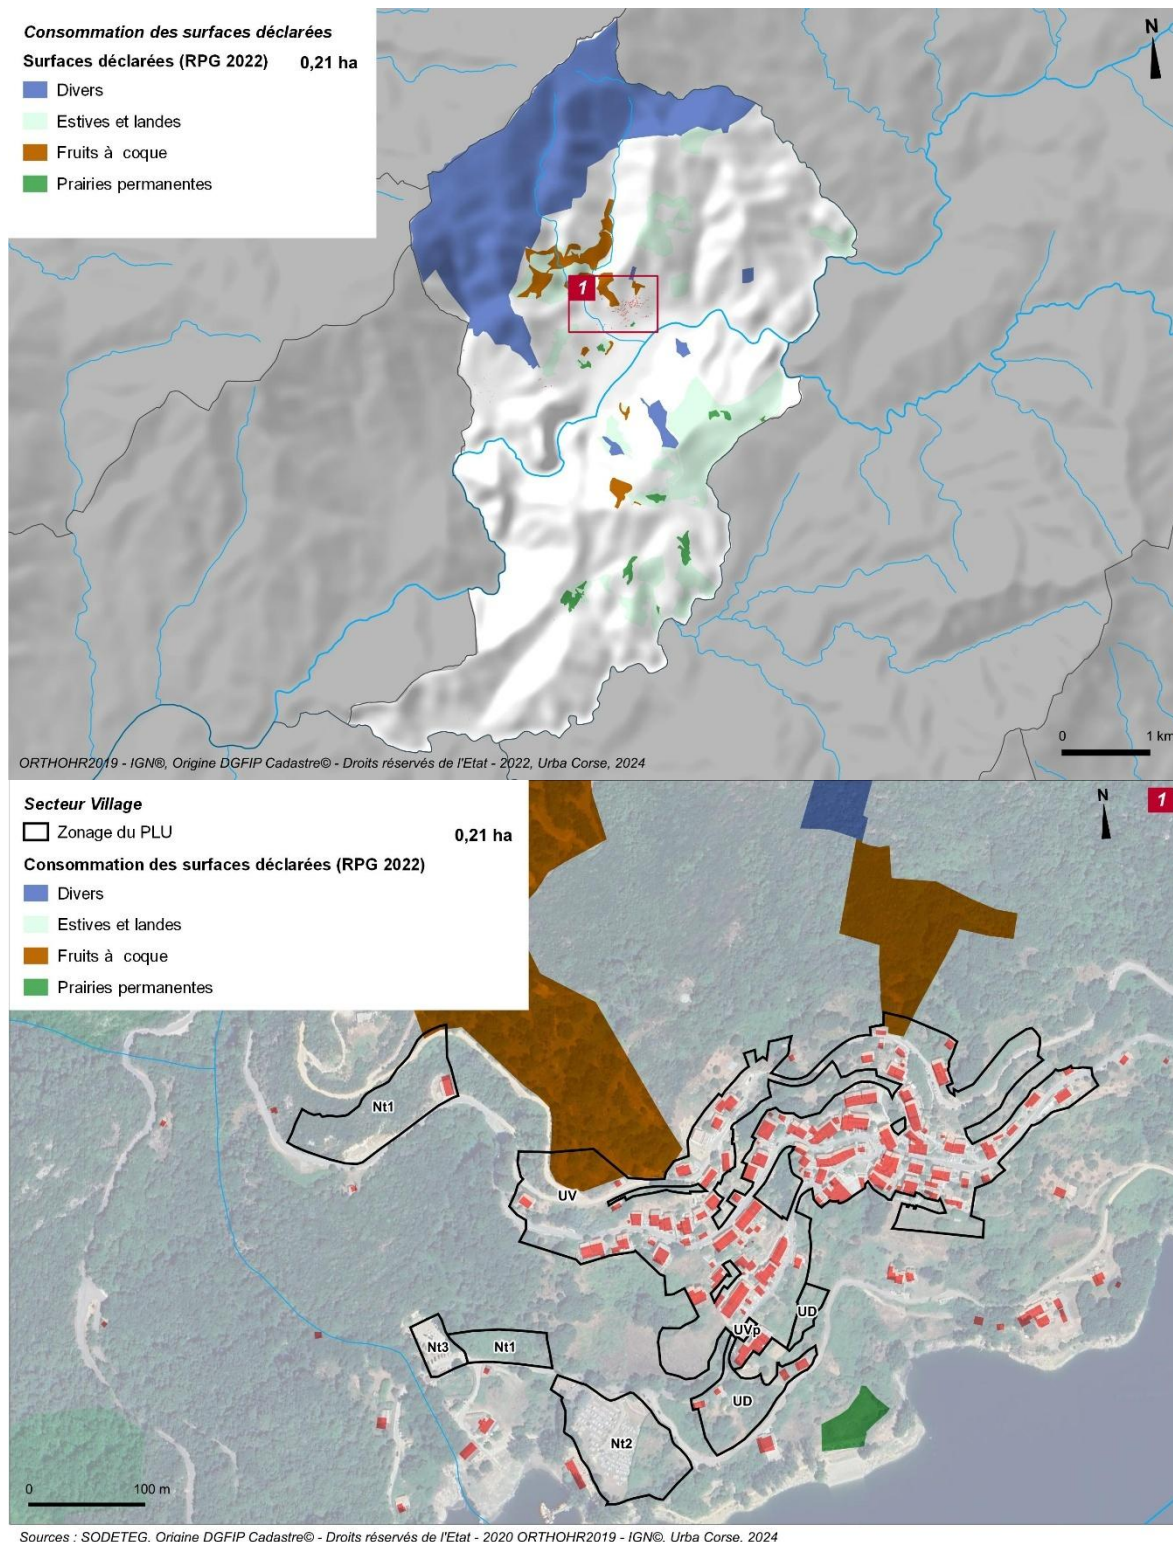 Consommation des surfaces déclarées
Surfaces déclarées (RPG 2022) 0,21 ha
Divers
Estives et landes
Fruits à coque
Prairies permanentes
N
1
0 1 km
ORTHOHR2019 - IGN®, Origine DGFIP Cadastre© - Droits réservés de l'Etat - 2022, Urba Corse, 2024
Secteur Village
Zonage du PLU 0,21 ha
Consommation des surfaces déclarées (RPG 2022)
Divers
Estives et landes
Fruits à coque
Prairies permanentes
N
1
Nt1
UV
UD
UVp
Nt3
Nt1
UD
Nt2
0 100 m
Sources : SODETEG, Origine DGFIP Cadastre© - Droits réservés de l'Etat - 2020 ORTHOHR2019 - IGN©, Urba Corse, 2024